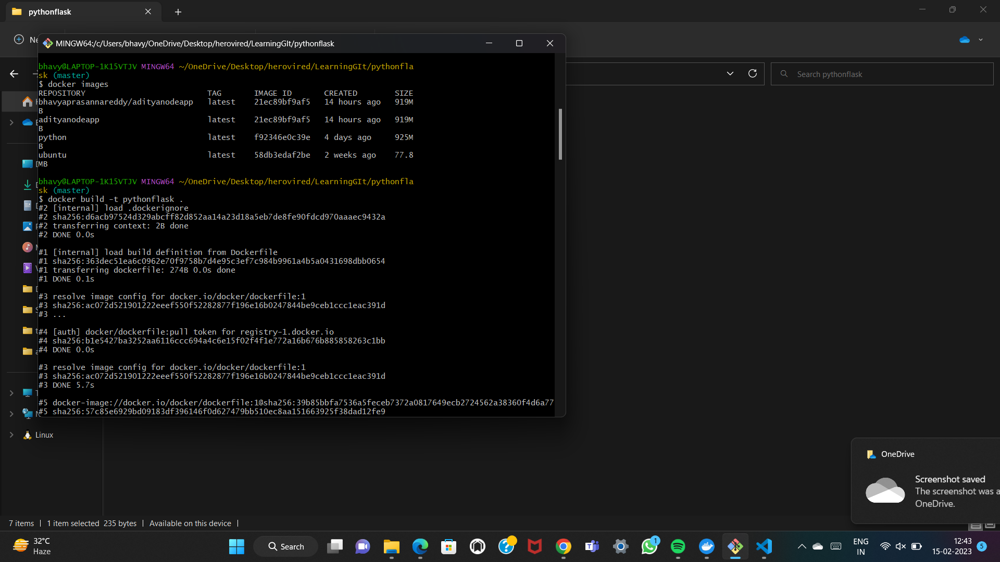 pythonflask
Ne
MINGW64:/c/Users/bhavy/OneDrive/Desktop/herovired/LearningGIt/pythonflask
Search pythonflask
bhavy@LAPTOP-1K15VTJV MINGW64 ~/OneDrive/Desktop/herovired/LearningGIt/pythonfla
sk (master)
$ docker images
REPOSITORY TAG IMAGE ID CREATED SIZE
bhavyaprasannareddy/adityanodeapp latest 21ec89bf9af5 14 hours ago 919M
B
adityanodeapp latest 21ec89bf9af5 14 hours ago 919M
B
python latest f92346e0c39e 4 days ago 925M
B
ubuntu latest 58db3edaf2be 2 weeks ago 77.8
MB
bhavy@LAPTOP-1K15VTJV MINGW64 ~/OneDrive/Desktop/herovired/LearningGIt/pythonfla
sk (master)
$ docker build -t pythonflask .
#2 [internal] load .dockerignore
#2 sha256:d6acb97524d329abcff82d852aa14a23d18a5eb7de8fe90fdcd970aaaec9432a
#2 transferring context: 2B done
#2 DONE 0.0s
#1 [internal] load build definition from Dockerfile
#1 sha256:363dec51ea6c0962e70f9758b7d4e95c3ef7c984b9961a4b5a0431698dbb0654
#1 transferring dockerfile: 274B 0.0s done
#1 DONE 0.1s
#3 resolve image config for docker.io/docker/dockerfile:1
#3 sha256:ac072d521901222eeef550f52282877f196e16b0247844be9ceb1ccc1eac391d
#3 ...
#4 [auth] docker/dockerfile:pull token for registry-1.docker.io
#4 sha256:b1e5427ba3252aa6116ccc694a4c6e15f02f4f1e772a16b676b885858263c1bb
#4 DONE 0.0s
#3 resolve image config for docker.io/docker/dockerfile:1
#3 sha256:ac072d521901222eeef550f52282877f196e16b0247844be9ceb1ccc1eac391d
#3 DONE 5.7s
#5 docker-image://docker.io/docker/dockerfile:1@sha256:39b85bbfa7536a5feceb7372a0817649ecb2724562a38360f4d6a77
#5 sha256:57c85e6929bd09183df396146f0d627479bb510ec8aa151663925f38dad12fe9
Linux
OneDrive
Screenshot saved
The screenshot was a
OneDrive.
7 items | 1 item selected 235 bytes | Available on this device |
32°C
Haze
Search
1
ENG
IN
12:43
15-02-2023
5